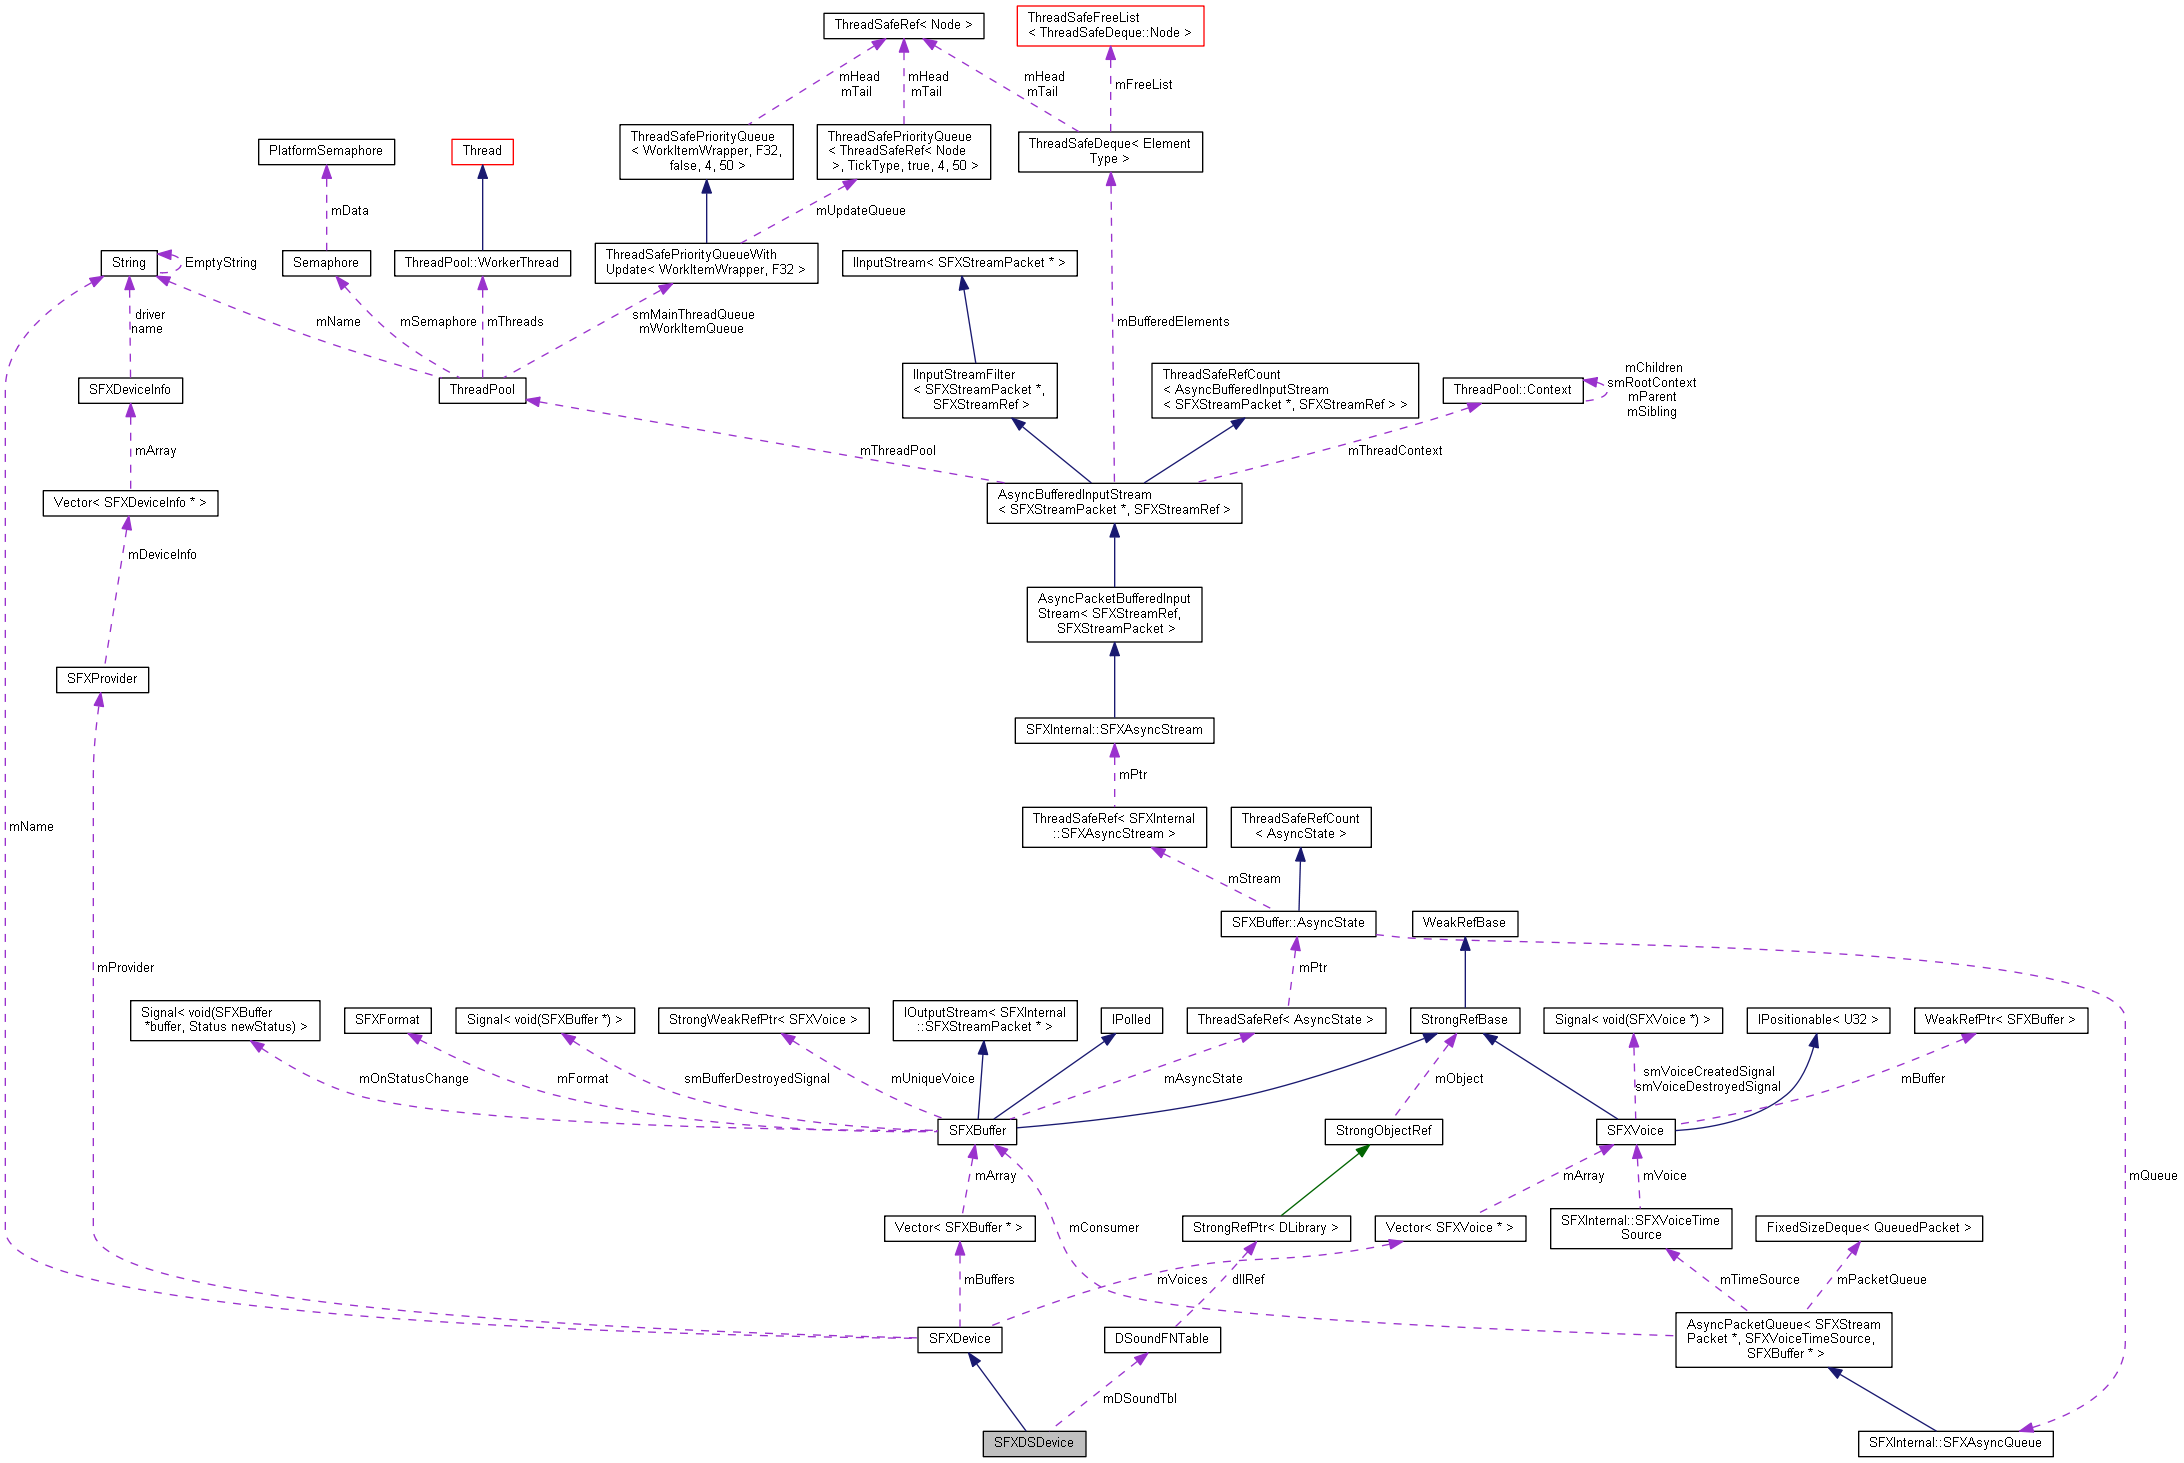 ThreadSafeRef< Node >
ThreadSafeFreeList
< ThreadSafeDeque::Node >
mHead
mTail
mHead
mTail
mHead
mTail
mFreeList
PlatformSemaphore
Thread
ThreadSafePriorityQueue
< WorkItemWrapper, F32,
false, 4, 50 >
ThreadSafePriorityQueue
< ThreadSafeRef< Node
>, TickType, true, 4, 50 >
ThreadSafeDeque< Element
Type >
mData
mUpdateQueue
String
EmptyString
Semaphore
ThreadPool::WorkerThread
ThreadSafePriorityQueueWith
Update< WorkItemWrapper, F32 >
IInputStream< SFXStreamPacket * >
driver
name
mName
mSemaphore
mThreads
smMainThreadQueue
mWorkItemQueue
mBufferedElements
SFXDeviceInfo
ThreadPool
IInputStreamFilter
< SFXStreamPacket *,
SFXStreamRef >
ThreadSafeRefCount
< AsyncBufferedInputStream
< SFXStreamPacket *, SFXStreamRef > >
ThreadPool::Context
mChildren
smRootContext
mParent
mSibling
mArray
mThreadPool
mThreadContext
Vector< SFXDeviceInfo * >
AsyncBufferedInputStream
< SFXStreamPacket *, SFXStreamRef >
mDeviceInfo
AsyncPacketBufferedInput
Stream< SFXStreamRef,
SFXStreamPacket >
SFXProvider
SFXInternal::SFXAsyncStream
mPtr
mName
ThreadSafeRef< SFXInternal
::SFXAsyncStream >
ThreadSafeRefCount
< AsyncState >
mStream
SFXBuffer::AsyncState
WeakRefBase
mProvider
mPtr
Signal< void(SFXBuffer
*buffer, Status newStatus) >
SFXFormat
Signal< void(SFXBuffer *) >
StrongWeakRefPtr< SFXVoice >
IOutputStream< SFXInternal
::SFXStreamPacket * >
IPolled
ThreadSafeRef< AsyncState >
StrongRefBase
Signal< void(SFXVoice *) >
IPositionable< U32 >
WeakRefPtr< SFXBuffer >
mOnStatusChange
mFormat
smBufferDestroyedSignal
mUniqueVoice
mAsyncState
mObject
smVoiceCreatedSignal
smVoiceDestroyedSignal
mBuffer
SFXBuffer
StrongObjectRef
SFXVoice
mArray
mArray
mVoice
mQueue
Vector< SFXBuffer * >
mConsumer
StrongRefPtr< DLibrary >
Vector< SFXVoice * >
SFXInternal::SFXVoiceTime
Source
FixedSizeDeque< QueuedPacket >
mBuffers
mVoices
dllRef
mTimeSource
mPacketQueue
SFXDevice
DSoundFNTable
AsyncPacketQueue< SFXStream
Packet *, SFXVoiceTimeSource,
SFXBuffer * >
mDSoundTbl
SFXDSDevice
SFXInternal::SFXAsyncQueue